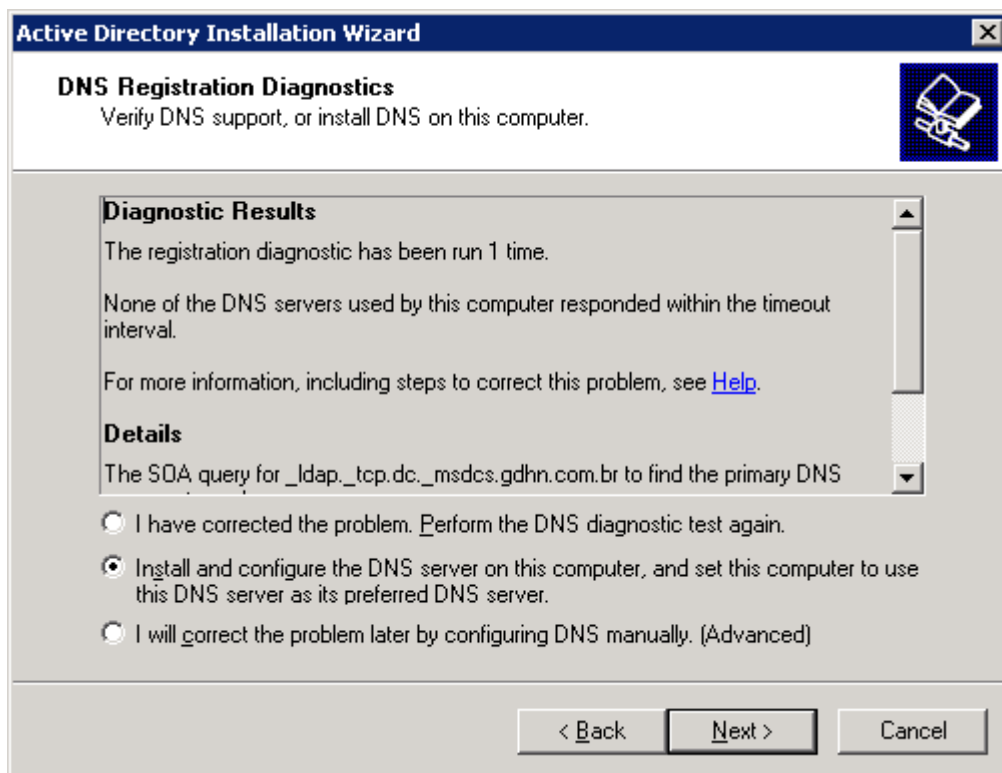 Active Directory Installation Wizard
DNS Registration Diagnostics
Verify DNS support, or install DNS on this computer.
Diagnostic Results
The registration diagnostic has been run 1 time.
None of the DNS servers used by this computer responded within the timeout
interval.
For more information, including steps to correct this problem, see Help.
Details
The SOA query for _ldap._tcp.dc._msdcs.gdhn.com.br to find the primary DNS
I have corrected the problem. Perform the DNS diagnostic test again.
Install and configure the DNS server on this computer, and set this computer to use
this DNS server as its preferred DNS server.
I will correct the problem later by configuring DNS manually. (Advanced)
< Back
Next >
Cancel